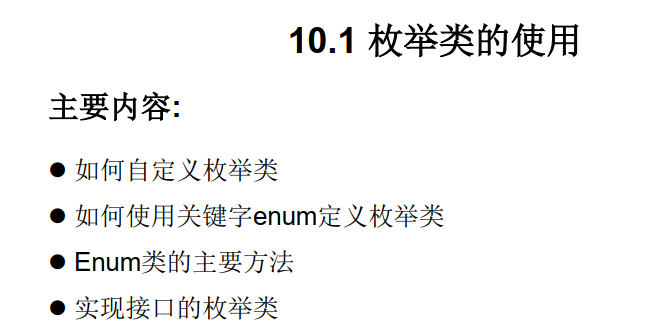 10.1 枚举类的使用
主要内容:
● 如何自定义枚举类
● 如何使用关键字enum定义枚举类
● Enum类的主要方法
● 实现接口的枚举类